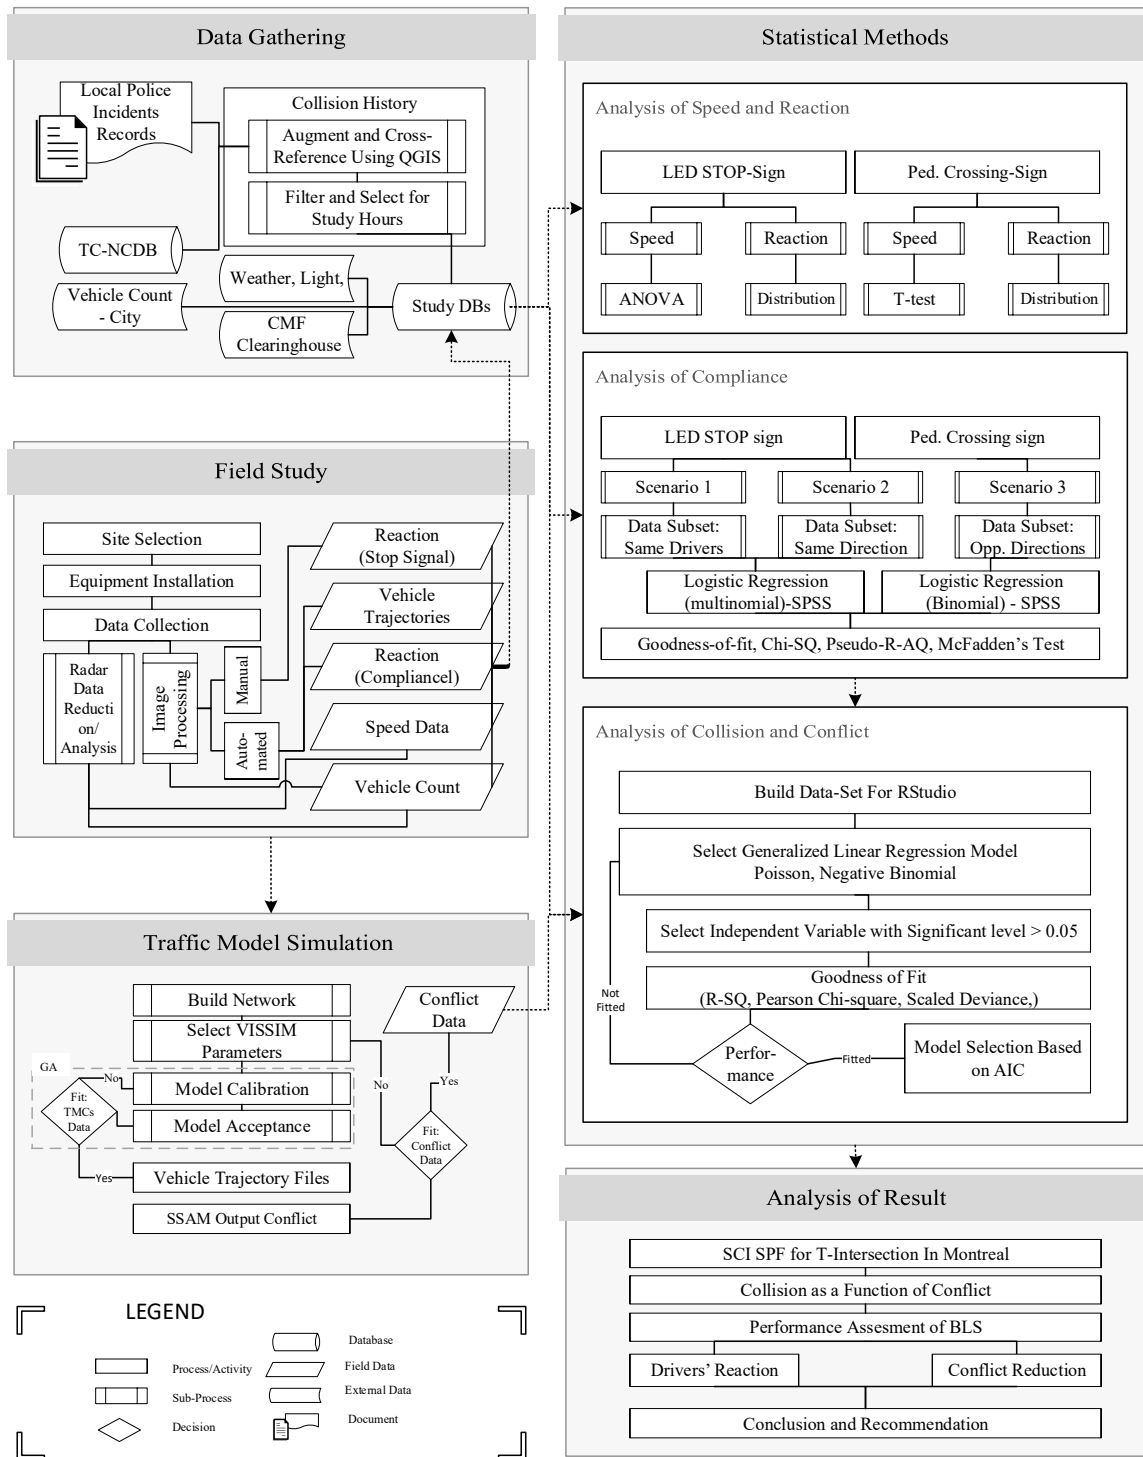 Data Gathering
Local Police
Incidents
Records
Collision History
Augment and Cross-
Reference Using QGIS
Filter and Select for
Study Hours
TC-NCDB
Weather, Light,
Vehicle Count
- City
CMF
Clearinghouse
Study DBs
Field Study
Site Selection
Equipment Installation
Data Collection
Radar
Data
Reducti
on/
Analysis
Image
Processing
Manual
Auto-
mated
Reaction
(Stop Signal)
Vehicle
Trajectories
Reaction
(Compliancel)
Speed Data
Vehicle Count
Traffic Model Simulation
Build Network
Select VISSIM
Parameters
GA
No
Model Calibration
Fit:
TMCs
Data
Model Acceptance
Yes
Vehicle Trajectory Files
SSAM Output Conflict
Conflict
Data
Yes
No
Fit:
Conflict
Data
LEGEND
Process/Activity
Sub-Process
Decision
Database
Field Data
External Data
Document
Statistical Methods
Analysis of Speed and Reaction
LED STOP-Sign
Ped. Crossing-Sign
Speed
Reaction
Speed
Reaction
ANOVA
Distribution
T-test
Distribution
Analysis of Compliance
LED STOP sign
Ped. Crossing sign
Scenario 1
Scenario 2
Scenario 3
Data Subset:
Same Drivers
Data Subset:
Same Direction
Data Subset:
Opp. Directions
Logistic Regression
(multinomial)-SPSS
Logistic Regression
(Binomial) - SPSS
Goodness-of-fit, Chi-SQ, Pseudo-R-AQ, McFadden’s Test
Analysis of Collision and Conflict
Build Data-Set For RStudio
Select Generalized Linear Regression Model
Poisson, Negative Binomial
Select Independent Variable with Significant level > 0.05
Goodness of Fit
(R-SQ, Pearson Chi-square, Scaled Deviance,)
Not
Fitted
Perfor-
mance
Fitted
Model Selection Based
on AIC
Analysis of Result
SCI SPF for T-Intersection In Montreal
Collision as a Function of Conflict
Performance Assesment of BLS
Drivers’ Reaction
Conflict Reduction
Conclusion and Recommendation